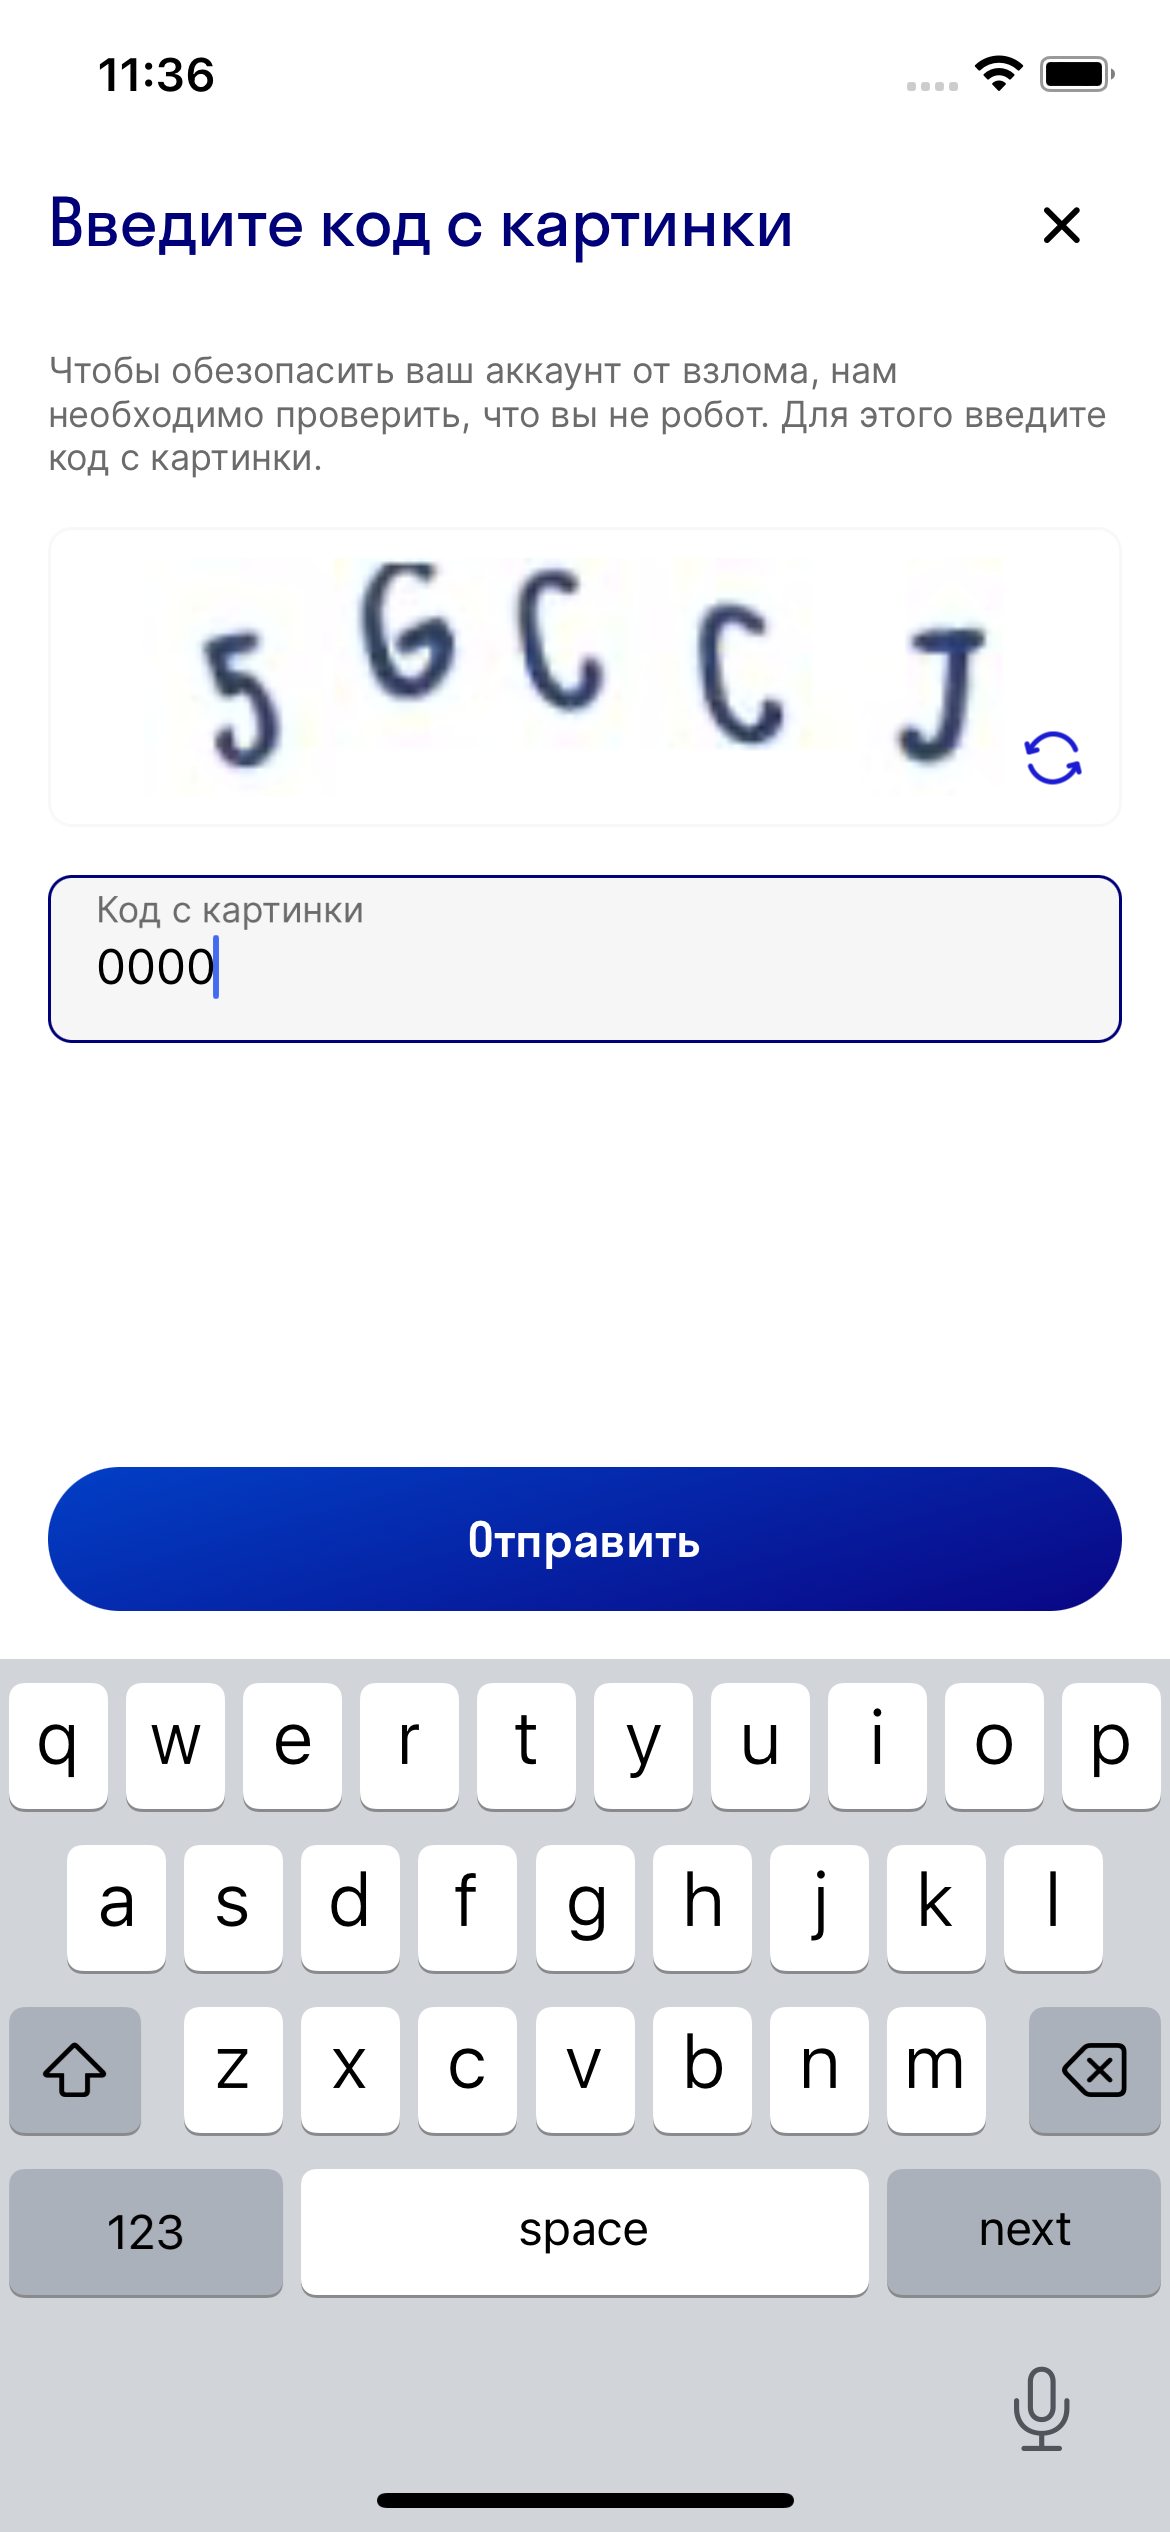 11:36
Введите код с картинки
Чтобы обезопасить ваш аккаунт от взлома, нам
необходимо проверить, что вы не робот. Для этого введите
код с картинки.
5 G C C J
Код с картинки
0000
Отправить
q w e r t y u i o p
a s d f g h j k l
z x c v b n m
123 space next